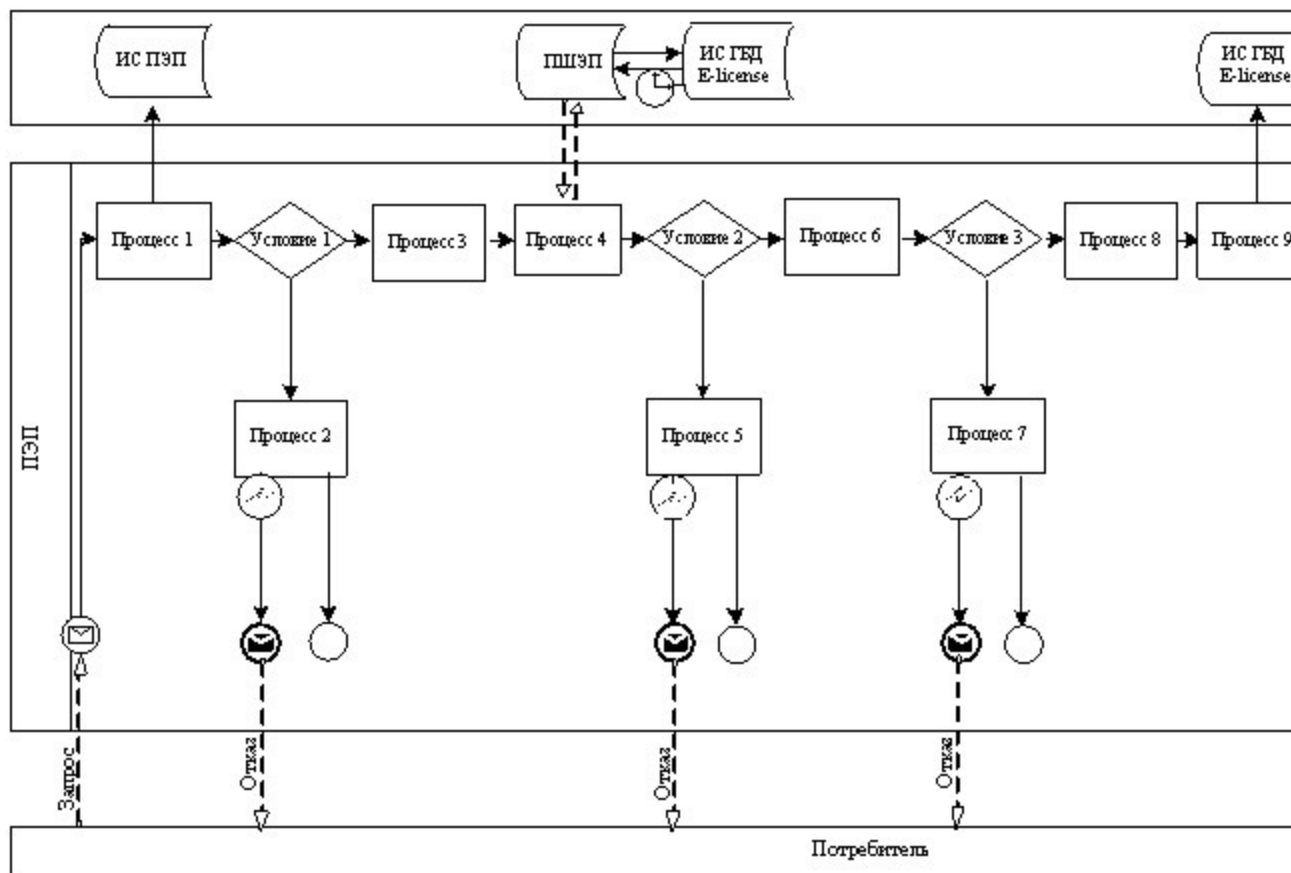 ИС ПЭП
ПШЭП
ИС ГБД
E-license
ИС ГБД
E-license
ПЭП
Процесс 1
Условие 1
Процесс 3
Процесс 4
Условие 2
Процесс 6
Условие 3
Процесс 8
Процесс 9
Процесс 2
Процесс 5
Процесс 7
Запрос
Отказ
Отказ
Отказ
Потребитель